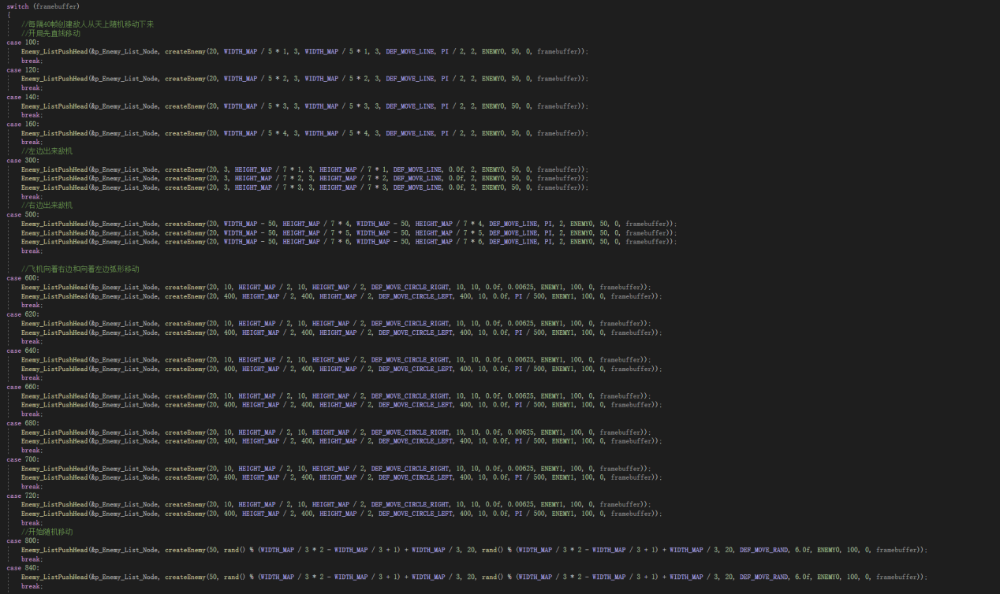 switch (framebuffer)
{
//每隔40帧创建敌人从天上随机移动下来
//开局先直线移动
case 100:
Enemy_ListPushHead(&p_Enemy_List_Node, createEnemy(20, WIDTH_MAP / 5 * 1, 3, WIDTH_MAP / 5 * 1, 3, DEF_MOVE_LINE, PI / 2, 2, ENEMY0, 50, 0, framebuffer));
break;
case 120:
Enemy_ListPushHead(&p_Enemy_List_Node, createEnemy(20, WIDTH_MAP / 5 * 2, 3, WIDTH_MAP / 5 * 2, 3, DEF_MOVE_LINE, PI / 2, 2, ENEMY0, 50, 0, framebuffer));
break;
case 140:
Enemy_ListPushHead(&p_Enemy_List_Node, createEnemy(20, WIDTH_MAP / 5 * 3, 3, WIDTH_MAP / 5 * 3, 3, DEF_MOVE_LINE, PI / 2, 2, ENEMY0, 50, 0, framebuffer));
break;
case 160:
Enemy_ListPushHead(&p_Enemy_List_Node, createEnemy(20, WIDTH_MAP / 5 * 4, 3, WIDTH_MAP / 5 * 4, 3, DEF_MOVE_LINE, PI / 2, 2, ENEMY0, 50, 0, framebuffer));
break;
//左边出来敌机
case 300:
Enemy_ListPushHead(&p_Enemy_List_Node, createEnemy(20, 3, HEIGHT_MAP / 7 * 1, 3, HEIGHT_MAP / 7 * 1, DEF_MOVE_LINE, 0.0f, 2, ENEMY0, 50, 0, framebuffer));
Enemy_ListPushHead(&p_Enemy_List_Node, createEnemy(20, 3, HEIGHT_MAP / 7 * 2, 3, HEIGHT_MAP / 7 * 2, DEF_MOVE_LINE, 0.0f, 2, ENEMY0, 50, 0, framebuffer));
Enemy_ListPushHead(&p_Enemy_List_Node, createEnemy(20, 3, HEIGHT_MAP / 7 * 3, 3, HEIGHT_MAP / 7 * 3, DEF_MOVE_LINE, 0.0f, 2, ENEMY0, 50, 0, framebuffer));
break;
//右边出来敌机
case 500:
Enemy_ListPushHead(&p_Enemy_List_Node, createEnemy(20, WIDTH_MAP - 50, HEIGHT_MAP / 7 * 4, WIDTH_MAP - 50, HEIGHT_MAP / 7 * 4, DEF_MOVE_LINE, PI, 2, ENEMY0, 50, 0, framebuffer));
Enemy_ListPushHead(&p_Enemy_List_Node, createEnemy(20, WIDTH_MAP - 50, HEIGHT_MAP / 7 * 5, WIDTH_MAP - 50, HEIGHT_MAP / 7 * 5, DEF_MOVE_LINE, PI, 2, ENEMY0, 50, 0, framebuffer));
Enemy_ListPushHead(&p_Enemy_List_Node, createEnemy(20, WIDTH_MAP - 50, HEIGHT_MAP / 7 * 6, WIDTH_MAP - 50, HEIGHT_MAP / 7 * 6, DEF_MOVE_LINE, PI, 2, ENEMY0, 50, 0, framebuffer));
break;
//飞机向着右边和向着左边弧形移动
case 600:
Enemy_ListPushHead(&p_Enemy_List_Node, createEnemy(20, 10, HEIGHT_MAP / 2, 10, HEIGHT_MAP / 2, DEF_MOVE_CIRCLE_RIGHT, 10, 10, 0.0f, 0.00625, ENEMY1, 100, 0, framebuffer));
Enemy_ListPushHead(&p_Enemy_List_Node, createEnemy(20, 400, HEIGHT_MAP / 2, 400, HEIGHT_MAP / 2, DEF_MOVE_CIRCLE_LEFT, 400, 10, 0.0f, PI / 500, ENEMY1, 100, 0, framebuffer));
break;
case 620:
Enemy_ListPushHead(&p_Enemy_List_Node, createEnemy(20, 10, HEIGHT_MAP / 2, 10, HEIGHT_MAP / 2, DEF_MOVE_CIRCLE_RIGHT, 10, 10, 0.0f, 0.00625, ENEMY1, 100, 0, framebuffer));
Enemy_ListPushHead(&p_Enemy_List_Node, createEnemy(20, 400, HEIGHT_MAP / 2, 400, HEIGHT_MAP / 2, DEF_MOVE_CIRCLE_LEFT, 400, 10, 0.0f, PI / 500, ENEMY1, 100, 0, framebuffer));
break;
case 640:
Enemy_ListPushHead(&p_Enemy_List_Node, createEnemy(20, 10, HEIGHT_MAP / 2, 10, HEIGHT_MAP / 2, DEF_MOVE_CIRCLE_RIGHT, 10, 10, 0.0f, 0.00625, ENEMY1, 100, 0, framebuffer));
Enemy_ListPushHead(&p_Enemy_List_Node, createEnemy(20, 400, HEIGHT_MAP / 2, 400, HEIGHT_MAP / 2, DEF_MOVE_CIRCLE_LEFT, 400, 10, 0.0f, PI / 500, ENEMY1, 100, 0, framebuffer));
break;
case 660:
Enemy_ListPushHead(&p_Enemy_List_Node, createEnemy(20, 10, HEIGHT_MAP / 2, 10, HEIGHT_MAP / 2, DEF_MOVE_CIRCLE_RIGHT, 10, 10, 0.0f, 0.00625, ENEMY1, 100, 0, framebuffer));
Enemy_ListPushHead(&p_Enemy_List_Node, createEnemy(20, 400, HEIGHT_MAP / 2, 400, HEIGHT_MAP / 2, DEF_MOVE_CIRCLE_LEFT, 400, 10, 0.0f, PI / 500, ENEMY1, 100, 0, framebuffer));
break;
case 680:
Enemy_ListPushHead(&p_Enemy_List_Node, createEnemy(20, 10, HEIGHT_MAP / 2, 10, HEIGHT_MAP / 2, DEF_MOVE_CIRCLE_RIGHT, 10, 10, 0.0f, 0.00625, ENEMY1, 100, 0, framebuffer));
Enemy_ListPushHead(&p_Enemy_List_Node, createEnemy(20, 400, HEIGHT_MAP / 2, 400, HEIGHT_MAP / 2, DEF_MOVE_CIRCLE_LEFT, 400, 10, 0.0f, PI / 500, ENEMY1, 100, 0, framebuffer));
break;
case 700:
Enemy_ListPushHead(&p_Enemy_List_Node, createEnemy(20, 10, HEIGHT_MAP / 2, 10, HEIGHT_MAP / 2, DEF_MOVE_CIRCLE_RIGHT, 10, 10, 0.0f, 0.00625, ENEMY1, 100, 0, framebuffer));
Enemy_ListPushHead(&p_Enemy_List_Node, createEnemy(20, 400, HEIGHT_MAP / 2, 400, HEIGHT_MAP / 2, DEF_MOVE_CIRCLE_LEFT, 400, 10, 0.0f, PI / 500, ENEMY1, 100, 0, framebuffer));
break;
case 720:
Enemy_ListPushHead(&p_Enemy_List_Node, createEnemy(20, 10, HEIGHT_MAP / 2, 10, HEIGHT_MAP / 2, DEF_MOVE_CIRCLE_RIGHT, 10, 10, 0.0f, 0.00625, ENEMY1, 100, 0, framebuffer));
Enemy_ListPushHead(&p_Enemy_List_Node, createEnemy(20, 400, HEIGHT_MAP / 2, 400, HEIGHT_MAP / 2, DEF_MOVE_CIRCLE_LEFT, 400, 10, 0.0f, PI / 500, ENEMY1, 100, 0, framebuffer));
break;
//开始随机移动
case 800:
Enemy_ListPushHead(&p_Enemy_List_Node, createEnemy(50, rand() % (WIDTH_MAP / 3 * 2 - WIDTH_MAP / 3 + 1) + WIDTH_MAP / 3, 20, rand() % (WIDTH_MAP / 3 * 2 - WIDTH_MAP / 3 + 1) + WIDTH_MAP / 3, 20, DEF_MOVE_RAND, 6.0f, ENEMY0, 100, 0, framebuffer));
break;
case 840:
Enemy_ListPushHead(&p_Enemy_List_Node, createEnemy(50, rand() % (WIDTH_MAP / 3 * 2 - WIDTH_MAP / 3 + 1) + WIDTH_MAP / 3, 20, rand() % (WIDTH_MAP / 3 * 2 - WIDTH_MAP / 3 + 1) + WIDTH_MAP / 3, 20, DEF_MOVE_RAND, 6.0f, ENEMY0, 100, 0, framebuffer));
break;